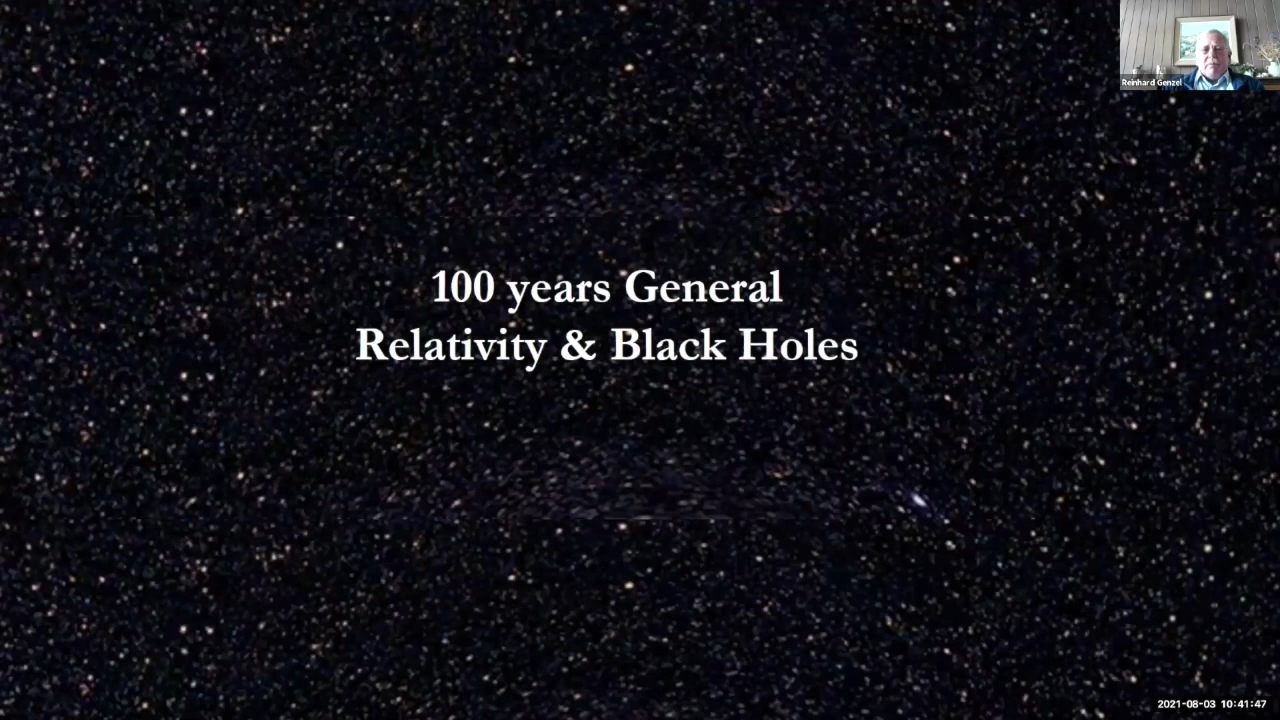 Reinhard Genzel
100 years General
Relativity & Black Holes
2021-08-03 10:41:47